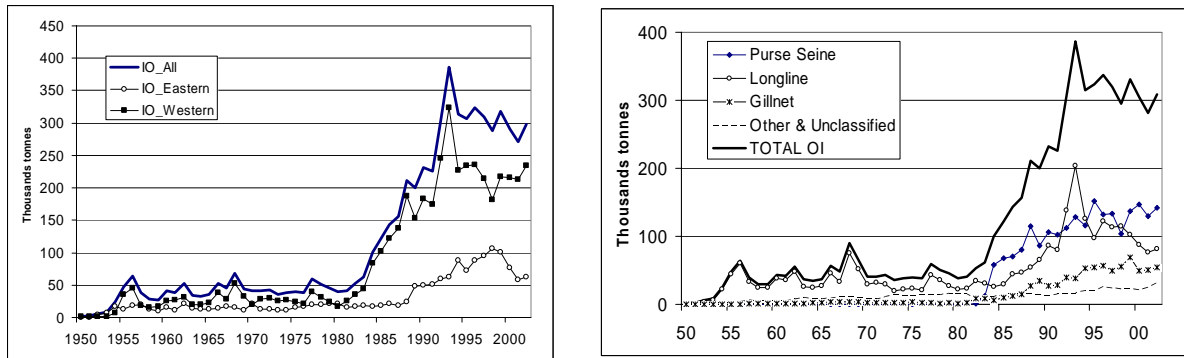 Thousands tonnes
450
400
350
300
250
200
150
100
50
0
IO_All
IO_Eastern
IO_Western
1950 1955 1960 1965 1970 1975 1980 1985 1990 1995 2000
Thousands tonnes
400
300
200
100
0
Purse Seine
Longline
Gillnet
Other & Unclassified
TOTAL OI
50 55 60 65 70 75 80 85 90 95 00